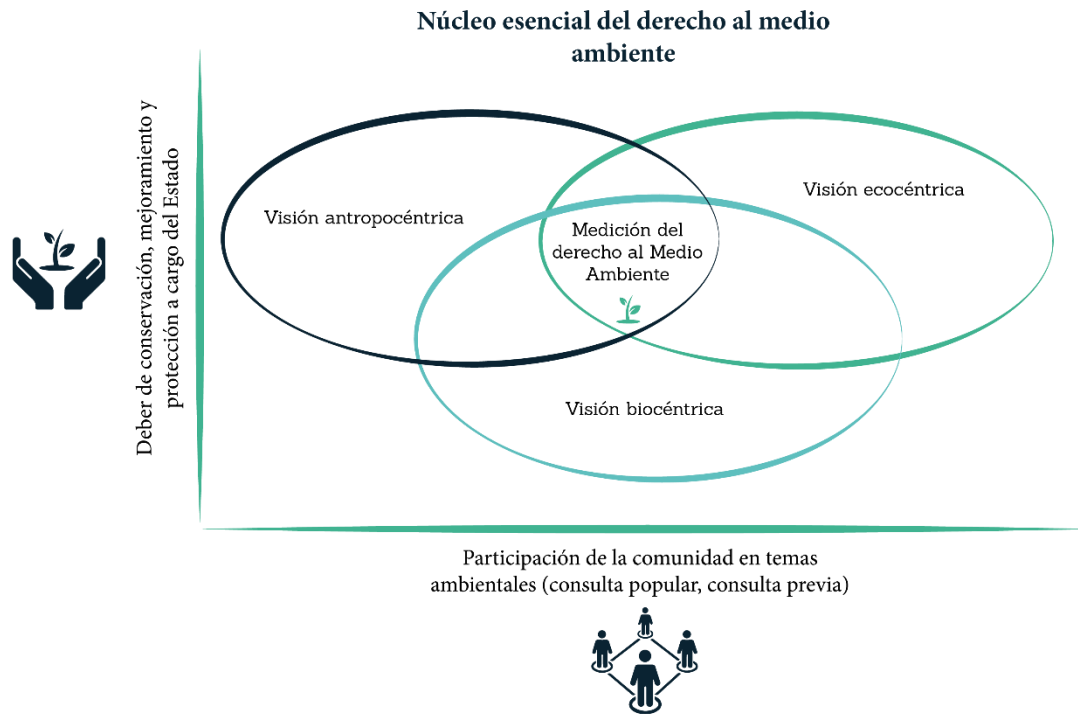 Núcleo esencial del derecho al medio
ambiente
Deber de conservación, mejoramiento y
protección a cargo del Estado
Visión antropocéntrica
Visión ecocéntrica
Medición del
derecho al Medio
Ambiente
Visión biocéntrica
Participación de la comunidad en temas
ambientales (consulta popular, consulta previa)